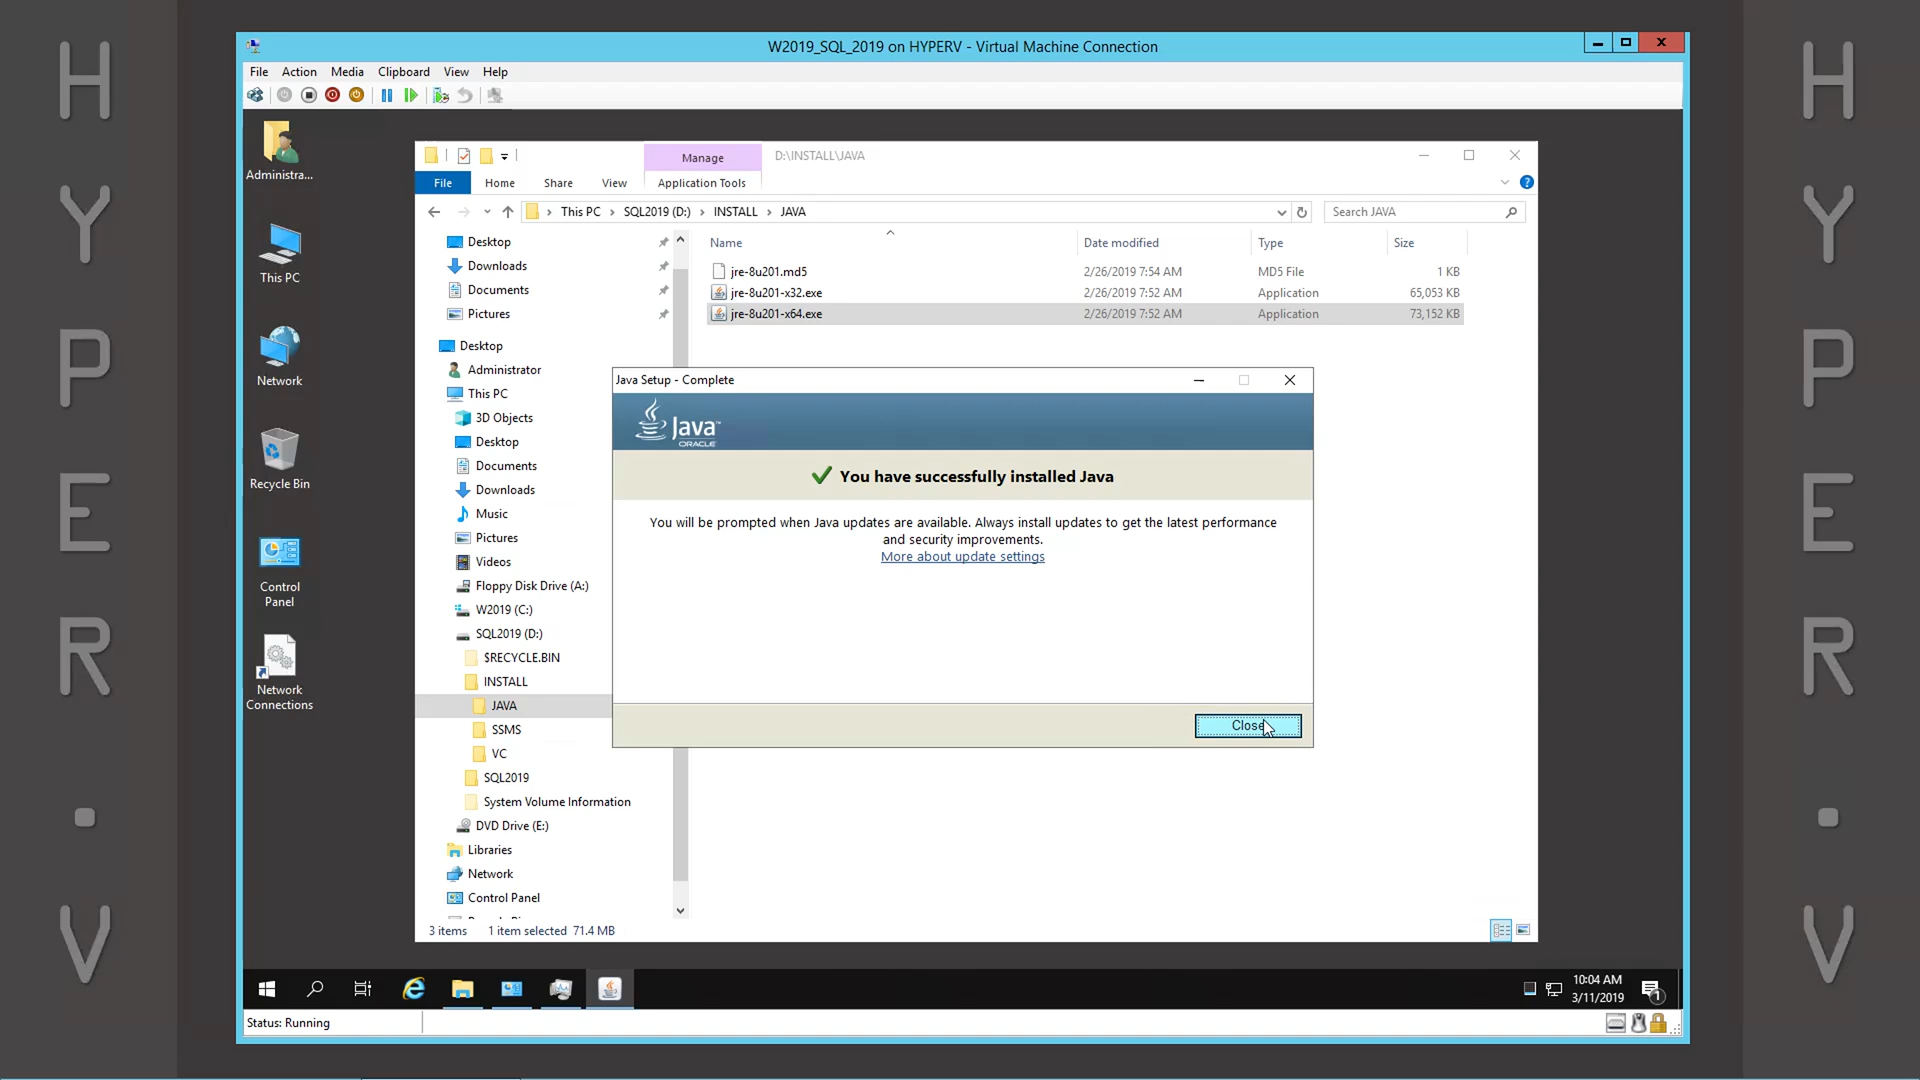 H
Y
P
E
R
·
V
W2019_SQL_2019 on HYPERV - Virtual Machine Connection
File Action Media Clipboard View Help
Administra...
This PC
Network
Recycle Bin
Control
Panel
Network
Connections
Manage
D:\INSTALL\JAVA
File Home Share View Application Tools
This PC > SQL2019 (D:) > INSTALL > JAVA
Search JAVA
Desktop
Downloads
Documents
Pictures
Desktop
Administrator
This PC
3D Objects
Desktop
Documents
Downloads
Music
Pictures
Videos
Floppy Disk Drive (A:)
W2019 (C:)
SQL2019 (D:)
$RECYCLE.BIN
INSTALL
JAVA
SSMS
VC
SQL2019
System Volume Information
DVD Drive (E:)
Libraries
Network
Control Panel
Name Date modified Type Size
jre-8u201.md5 2/26/2019 7:54 AM MD5 File 1 KB
jre-8u201-x32.exe 2/26/2019 7:52 AM Application 65,053 KB
jre-8u201-x64.exe 2/26/2019 7:52 AM Application 73,152 KB
Java Setup - Complete
Java™
ORACLE
You have successfully installed Java
You will be prompted when Java updates are available. Always install updates to get the latest performance
and security improvements.
More about update settings
Close
3 items 1 item selected 71.4 MB
10:04 AM
3/11/2019
1
Status: Running
H
Y
P
E
R
·
V